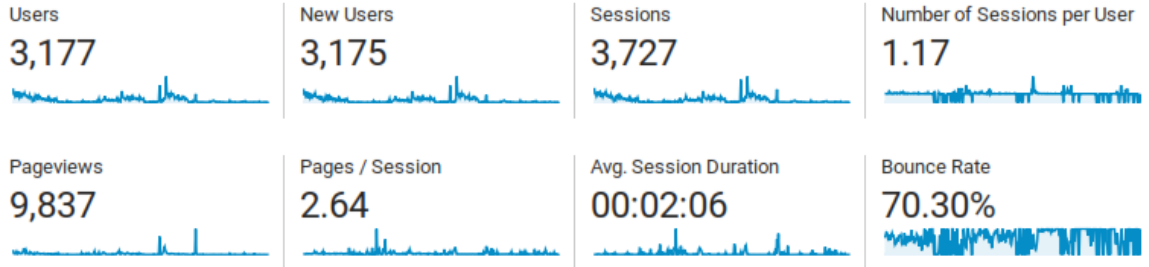 Users
3,177
New Users
3,175
Sessions
3,727
Number of Sessions per User
1.17
Pageviews
9,837
Pages / Session
2.64
Avg. Session Duration
00:02:06
Bounce Rate
70.30%